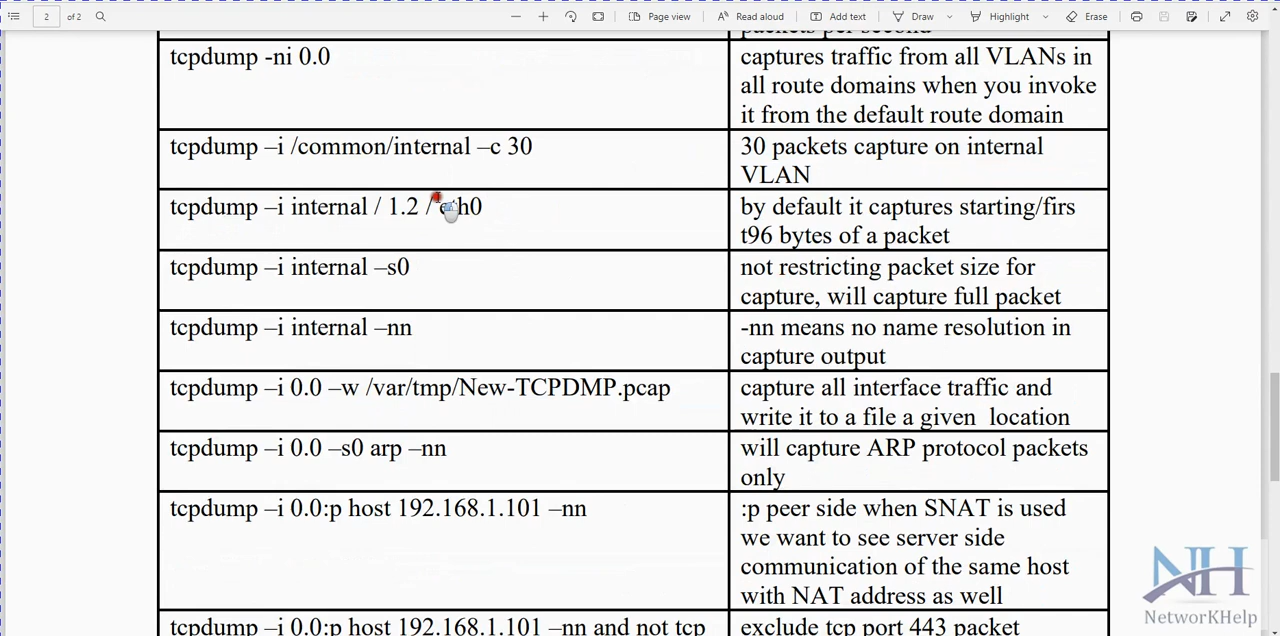 2 of 2 Page view Read aloud Add text Draw Highlight Erase
packets per second
tcpdump -ni 0.0
captures traffic from all VLANs in
all route domains when you invoke
it from the default route domain
tcpdump –i /common/internal –c 30
30 packets capture on internal
VLAN
tcpdump –i internal / 1.2 / eth0
by default it captures starting/firs
t96 bytes of a packet
tcpdump –i internal –s0
not restricting packet size for
capture, will capture full packet
tcpdump –i internal –nn
-nn means no name resolution in
capture output
tcpdump –i 0.0 –w /var/tmp/New-TCPDMP.pcap
capture all interface traffic and
write it to a file a given location
tcpdump –i 0.0 –s0 arp –nn
will capture ARP protocol packets
only
tcpdump –i 0.0:p host 192.168.1.101 –nn
:p peer side when SNAT is used
we want to see server side
communication of the same host
with NAT address as well
tcpdump –i 0.0:p host 192.168.1.101 –nn and not tcp
exclude tcp port 443 packet
NH
NetworKHelp